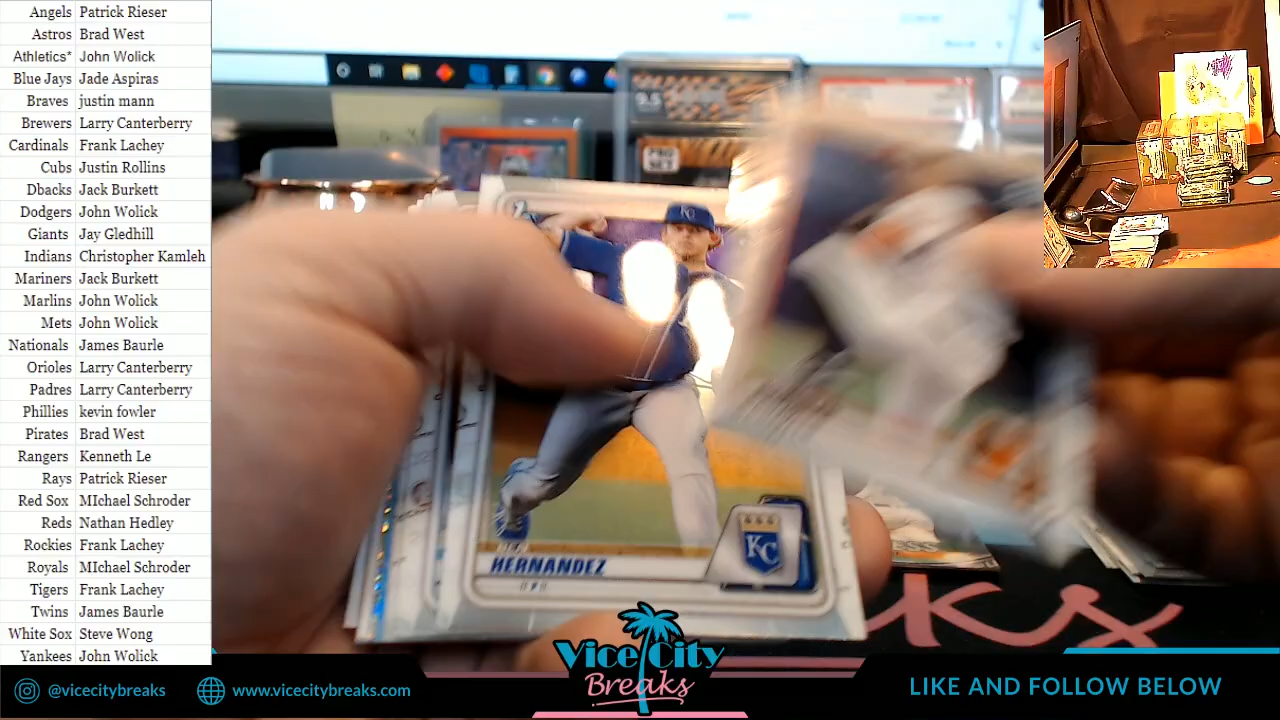 Angels Patrick Rieser
Astros Brad West
Athletics* John Wolick
Blue Jays Jade Aspiras
Braves justin mann
Brewers Larry Canterberry
Cardinals Frank Lachey
Cubs Justin Rollins
Dbacks Jack Burkett
Dodgers John Wolick
Giants Jay Gledhill
Indians Christopher Kamleh
Mariners Jack Burkett
Marlins John Wolick
Mets John Wolick
Nationals James Baurle
Orioles Larry Canterberry
Padres Larry Canterberry
Phillies kevin fowler
Pirates Brad West
Rangers Kenneth Le
Rays Patrick Rieser
Red Sox MIchael Schroder
Reds Nathan Hedley
Rockies Frank Lachey
Royals MIchael Schroder
Tigers Frank Lachey
Twins James Baurle
White Sox Steve Wong
Yankees John Wolick
9.5
PRO SET
KC
KC
HERNANDEZ
Vice City
Breaks
@vicecitybreaks
www.vicecitybreaks.com
LIKE AND FOLLOW BELOW